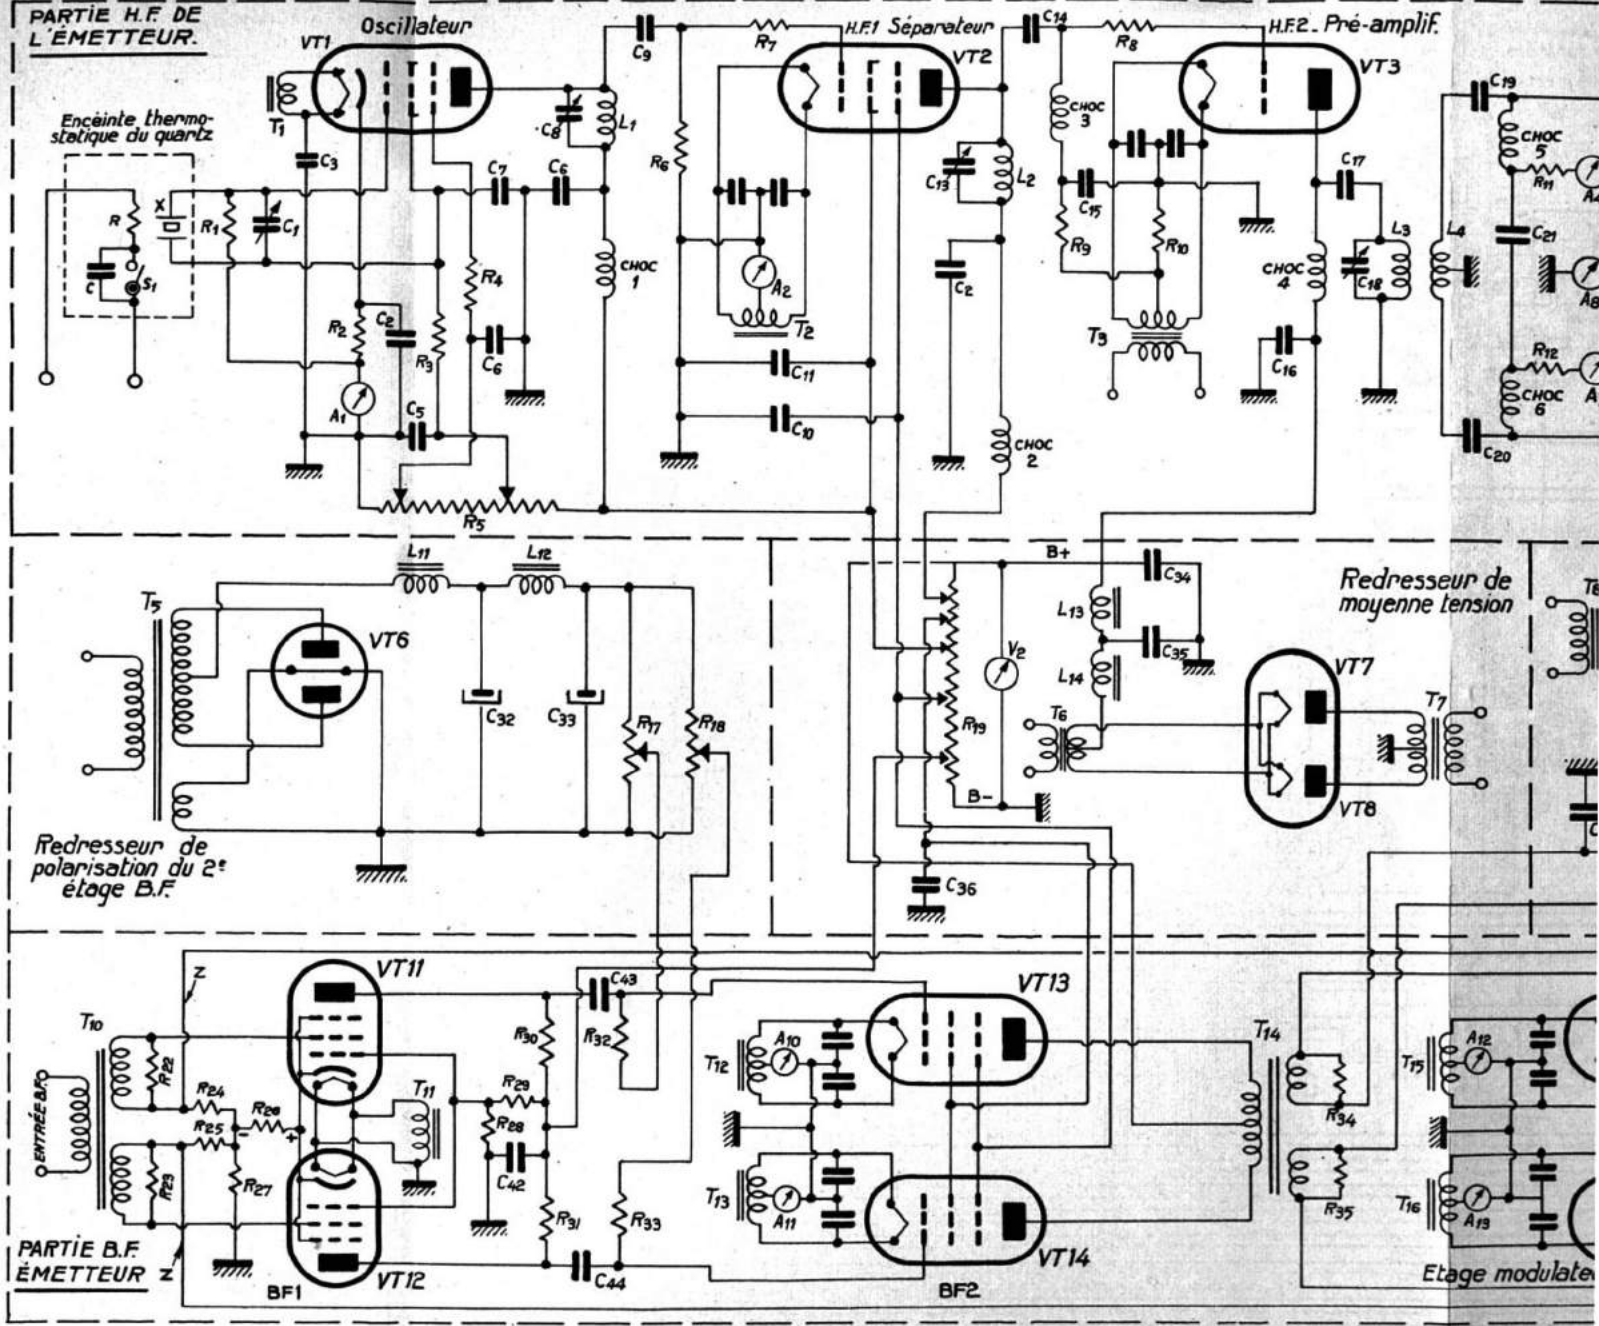 PARTIE H.F. DE
L'ÉMETTEUR.
Oscillateur
VT1
T1
Enceinte thermo-
statique du quartz
R
C
S1
X
R1
C1
C3
R2
C2
R3
R4
C6
A1
C5
R5
C7
C6
C8
L1
CHOC
1
C9
R6
R7
H.F.1 Séparateur
VT2
A2
T2
C11
C10
C13
L2
C2
CHOC
2
C14
CHOC
3
R8
H.F.2_ Pré-amplif.
VT3
C15
R9
R10
T3
C17
CHOC
4
C18
L3
C16
L4
C19
CHOC
5
R11
C21
A8
R12
CHOC
6
C20
Redresseur de
polarisation du 2e
étage B.F.
T5
VT6
L11
L12
C32
C33
R17
R18
B+
B-
C34
L13
C35
L14
V2
R19
T6
C36
VT7
VT8
T7
Redresseur de
moyenne tension
PARTIE B.F.
ÉMETTEUR
ENTRÉE B.F.
T10
Z
Z
R22
R23
R24
R25
R26
R27
-
+
VT11
VT12
BF1
T11
R28
R29
C42
R30
R31
C43
R32
R33
C44
T12
A10
T13
A11
VT13
VT14
BF2
T14
R34
R35
T15
A12
T16
A13
Etage modulate